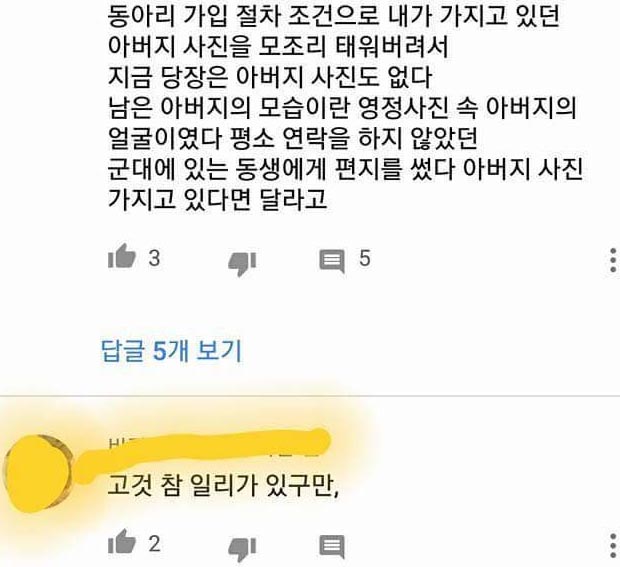 동아리 가입 절차 조건으로 내가 가지고 있던
아버지 사진을 모조리 태워버려서
지금 당장은 아버지 사진도 없다
남은 아버지의 모습이란 영정사진 속 아버지의
얼굴이였다 평소 연락을 하지 않았던
군대에 있는 동생에게 편지를 썼다 아버지 사진
가지고 있다면 달라고
3
5
답글 5개 보기
고것 참 일리가 있구만,
2